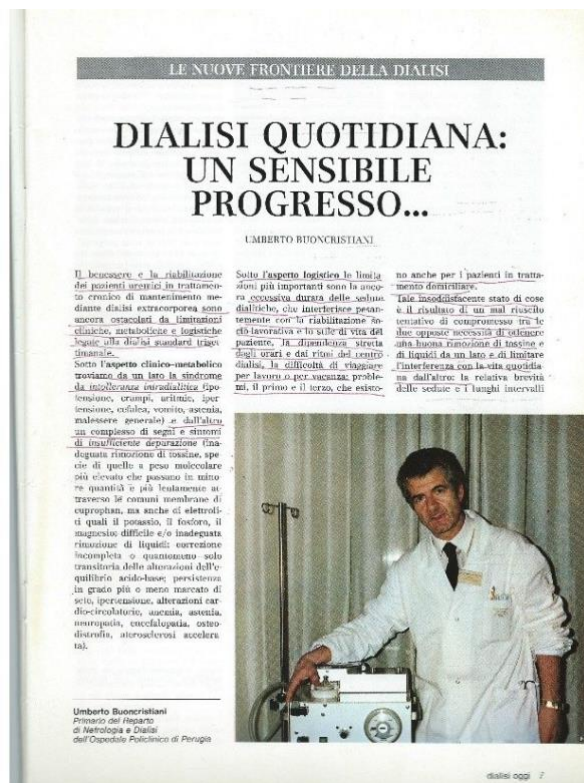 LE NUOVE FRONTIERE DELLA DIALISI
DIALISI QUOTIDIANA:
UN SENSIBILE
PROGRESSO...
UMBERTO BUONCRISTIANI
Il benessere e la riabilitazione
dei pazienti uremici in trattamen-
to cronico di mantenimento me-
diante dialisi extracorporea sono
ancora ostacolati da limitazioni
cliniche, metaboliche e logistiche
legate alla dialisi standard triset-
timanale.
Sotto l'aspetto clinico-metabolico
troviamo da un lato la sindrome
da intolleranza intradialitica (ipo-
tensione, crampi, aritmie, iper-
tensione, cefalea, vomito, astenia,
malessere generale) e dall'altro
un complesso di segni e sintomi
di insufficiente depurazione (ina-
deguata rimozione di tossine, spe-
cie di quelle a peso molecolare
più elevato che passano in mino-
re quantità e più lentamente at-
traverso le comuni membrane di
cuprophan, ma anche di elettroli-
ti quali il potassio, il fosforo, il
magnesio; difficile e/o inadeguata
rimozione di liquidi; correzione
incompleta o quantomeno solo
transitoria delle alterazioni dell'e-
quilibrio acido-base; persistenza
in grado più o meno marcato di
sete, ipertensione, alterazioni car-
dio-circolatorie, anemia, astenia,
neuropatia, encefalopatia, osteo-
distrofia, aterosclerosi accelera-
ta).
Sotto l'aspetto logistico le limita-
zioni più importanti sono la anco-
ra eccessiva durata delle sedute
dialitiche, che interferisce pesan-
temente con la riabilitazione so-
cio-lavorativa e lo stile di vita del
paziente, la dipendenza stretta
dagli orari e dai ritmi del centro
dialisi, la difficoltà di viaggiare
per lavoro o per vacanza: proble-
mi, il primo e il terzo, che esisto-
no anche per i pazienti in tratta-
mento domiciliare.
Tale insoddisfacente stato di cose
è il risultato di un mal riuscito
tentativo di compromesso tra le
due opposte necessità di ottenere
una buona rimozione di tossine e
di liquidi da un lato e di limitare
l'interferenza con la vita quotidia-
na dall'altro: la relativa brevità
delle sedute e i lunghi intervalli
Umberto Buoncristiani
Primario del Reparto
di Nefrologia e Dialisi
dell'Ospedale Policlinico di Perugia
dialisi oggi 7